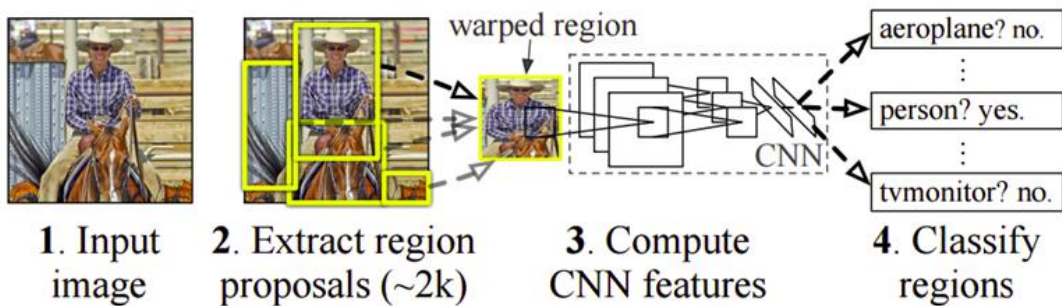 warped region
aeroplane? no.
⋮
person? yes.
⋮
tvmonitor? no.
CNN
1. Input
image
2. Extract region
proposals (~2k)
3. Compute
CNN features
4. Classify
regions